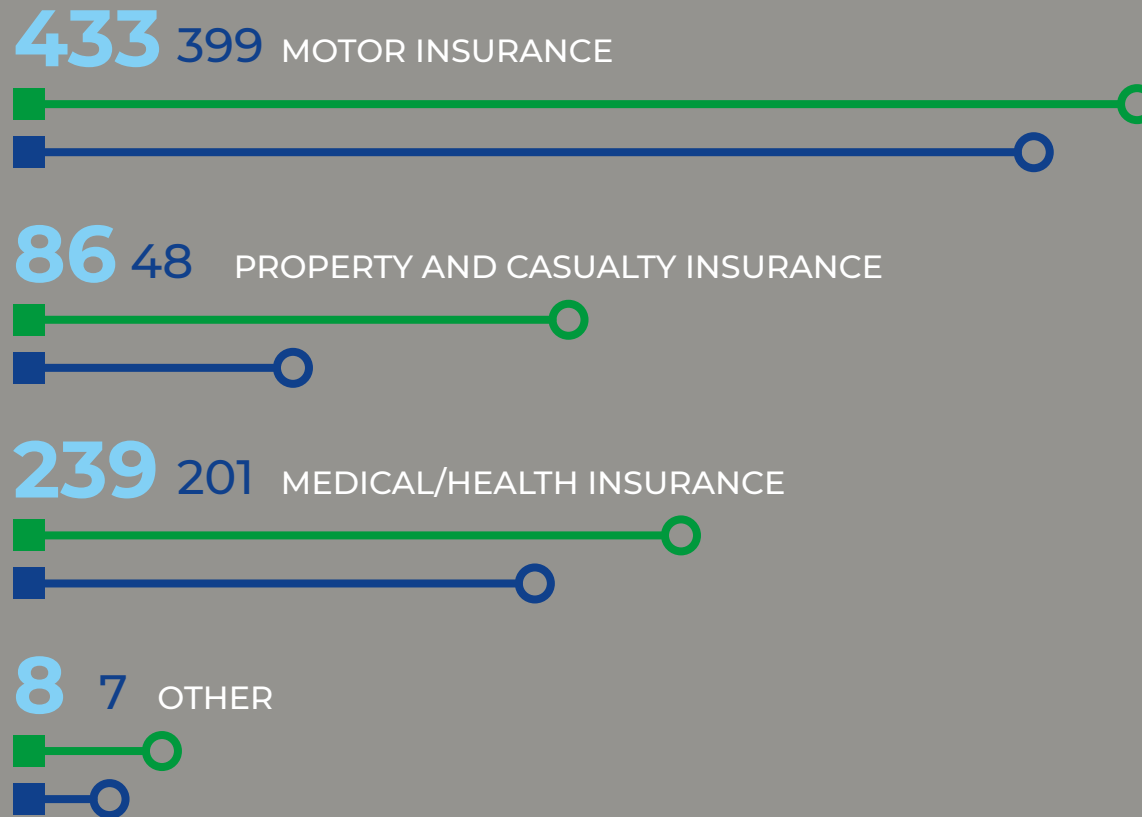 433 399 MOTOR INSURANCE
86 48 PROPERTY AND CASUALTY INSURANCE
239 201 MEDICAL/HEALTH INSURANCE
8 7 OTHER